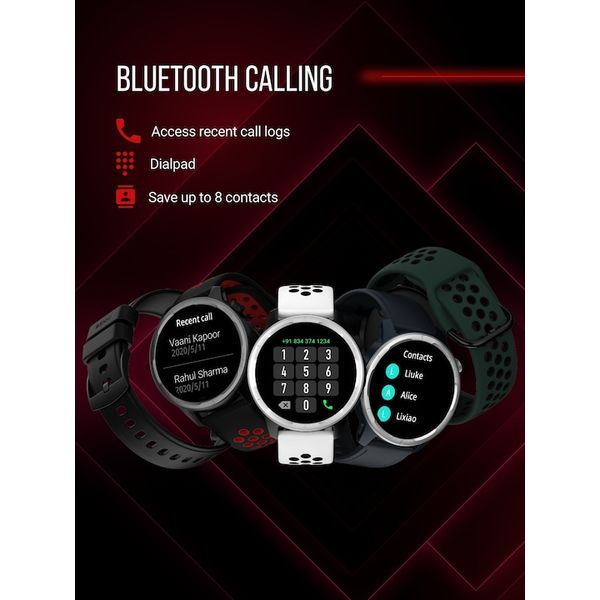 BLUETOOTH CALLING
Access recent call logs
Dialpad
Save up to 8 contacts
Recent call
Vaani Kapoor
2020/5/11
Rahul Sharma
2020/5/11
+91 834 374 1234
1 2 3
4 5 6
7 8 9
0
Contacts
L Liuke
A Alice
L Lixiao